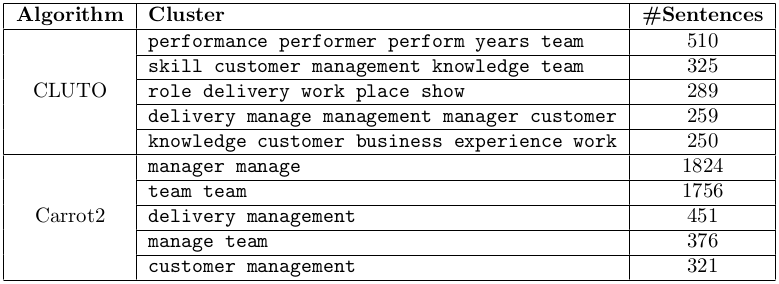 Algorithm Cluster #Sentences
performance performer perform years team 510
skill customer management knowledge team 325
CLUTO role delivery work place show 289
delivery manage management manager customer 259
knowledge customer business experience work 250
manager manage 1824
team team 1756
Carrot2 delivery management 451
manage team 376
customer management 321